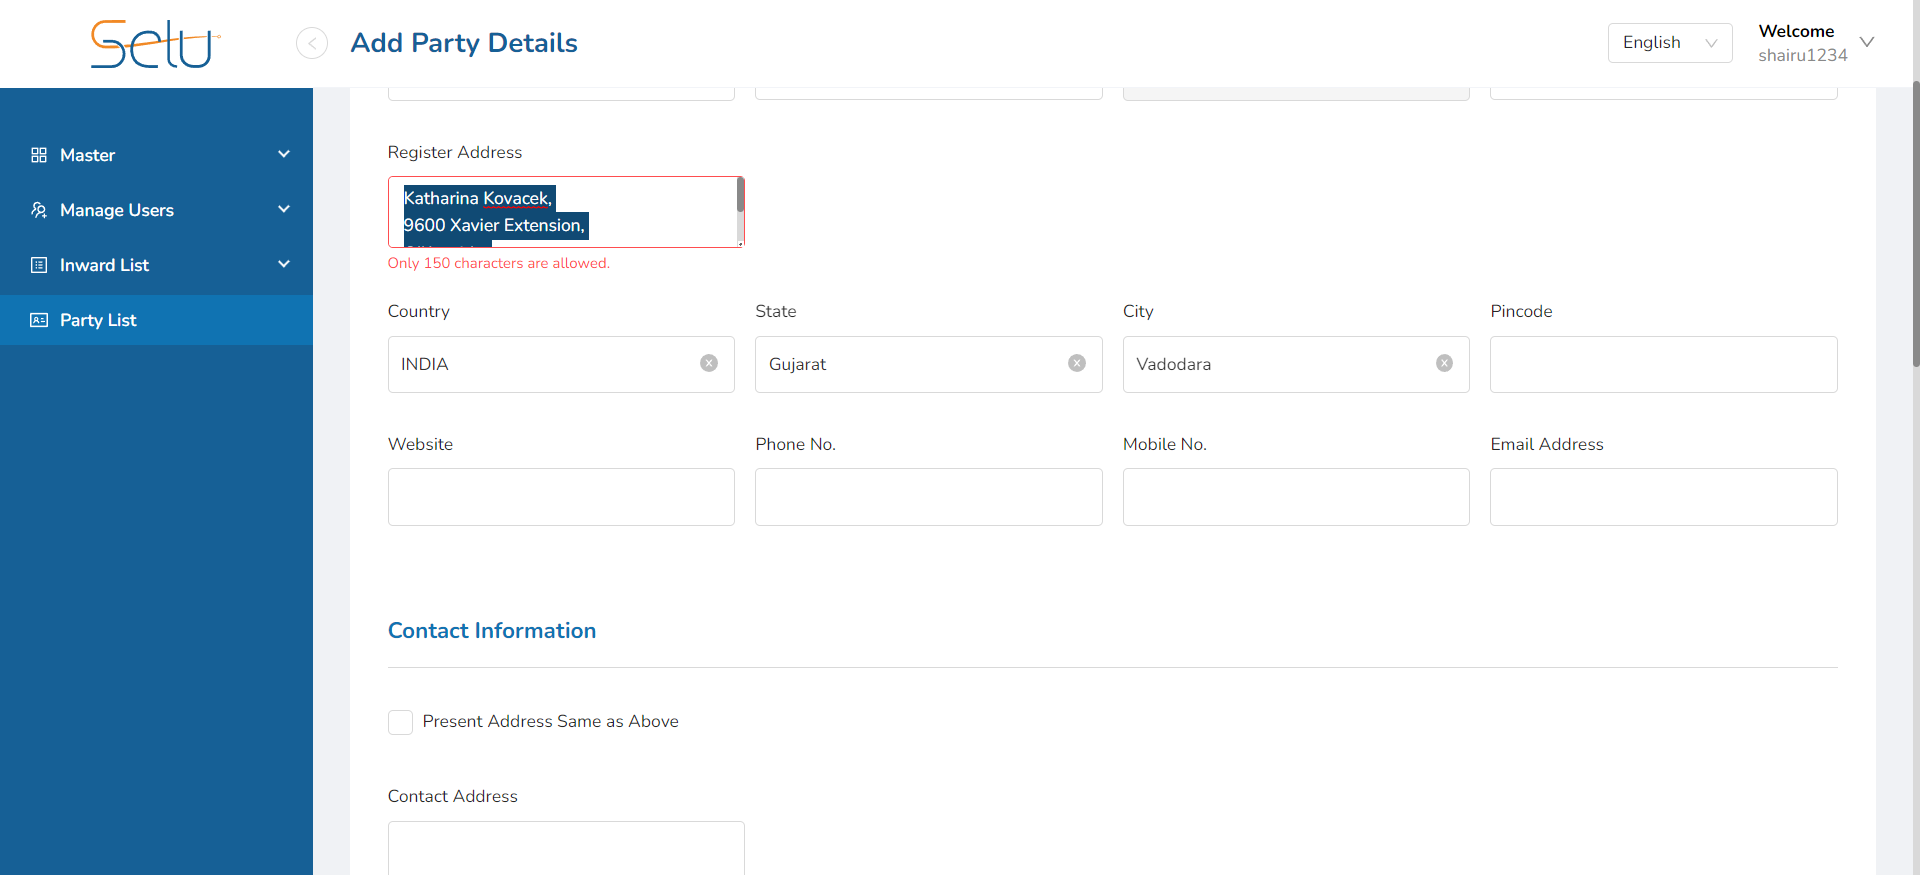 Setu
Add Party Details
English
Welcome
shairu1234
Master
Manage Users
Inward List
Party List
Register Address
Katharina Kovacek,
9600 Xavier Extension,
Only 150 characters are allowed.
Country
State
City
Pincode
INDIA
Gujarat
Vadodara
Website
Phone No.
Mobile No.
Email Address
Contact Information
Present Address Same as Above
Contact Address